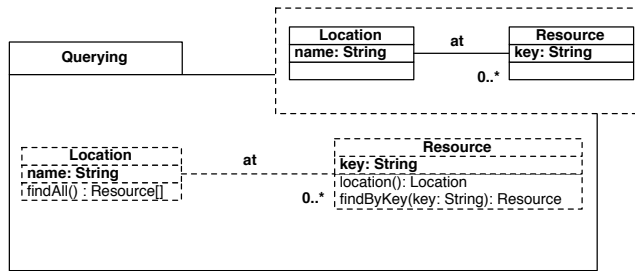 Location
name: String
at
0..*
Resource
key: String
Querying
Location
name: String
findAll() : Resource[]
at
0..*
Resource
key: String
location(): Location
findByKey(key: String): Resource